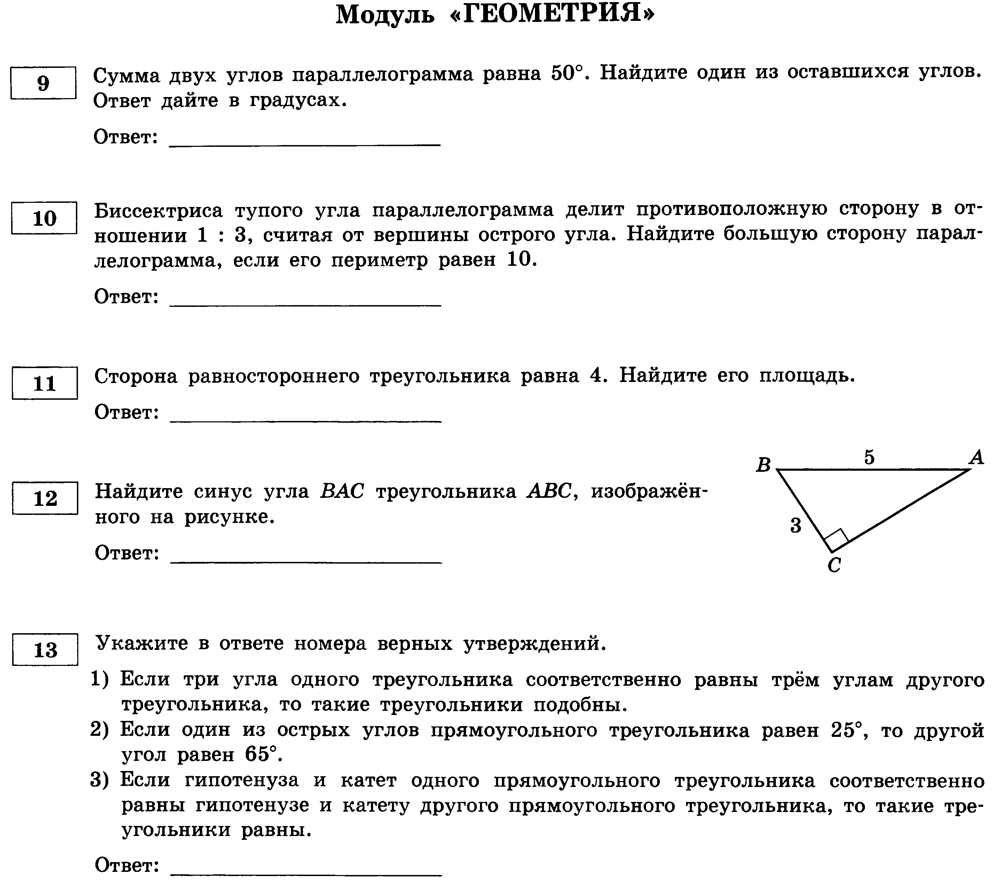 Модуль «ГЕОМЕТРИЯ»
9
Сумма двух углов параллелограмма равна 50°. Найдите один из оставшихся углов.
Ответ дайте в градусах.
Ответ:
10
Биссектриса тупого угла параллелограмма делит противоположную сторону в от-
ношении 1 : 3, считая от вершины острого угла. Найдите большую сторону парал-
лелограмма, если его периметр равен 10.
Ответ:
11
Сторона равностороннего треугольника равна 4. Найдите его площадь.
Ответ:
12
Найдите синус угла BAC треугольника ABC, изображён-
ного на рисунке.
Ответ:
B
5
A
3
C
13
Укажите в ответе номера верных утверждений.
1) Если три угла одного треугольника соответственно равны трём углам другого
треугольника, то такие треугольники подобны.
2) Если один из острых углов прямоугольного треугольника равен 25°, то другой
угол равен 65°.
3) Если гипотенуза и катет одного прямоугольного треугольника соответственно
равны гипотенузе и катету другого прямоугольного треугольника, то такие тре-
угольники равны.
Ответ: